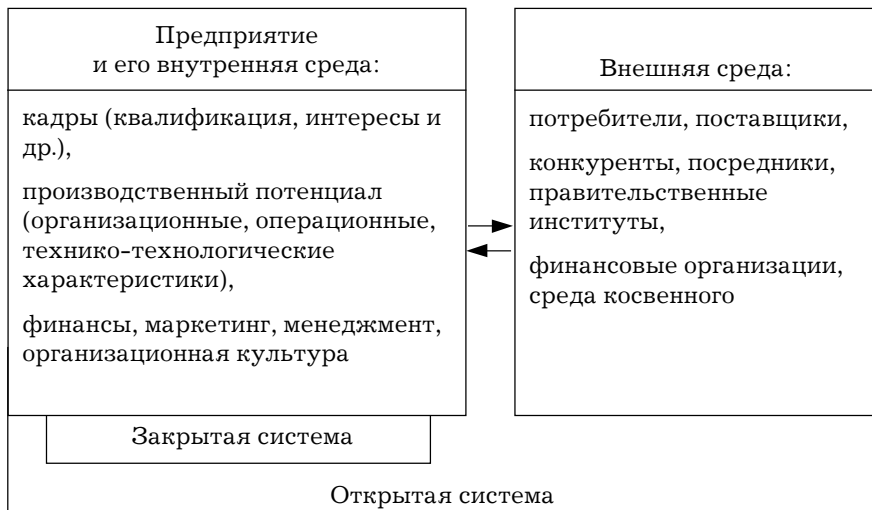 Предприятие
и его внутренняя среда:
кадры (квалификация, интересы и
др.),
производственный потенциал
(организационные, операционные,
технико-технологические
характеристики),
финансы, маркетинг, менеджмент,
организационная культура
Внешняя среда:
потребители, поставщики,
конкуренты, посредники,
правительственные
институты,
финансовые организации,
среда косвенного
Закрытая система
Открытая система